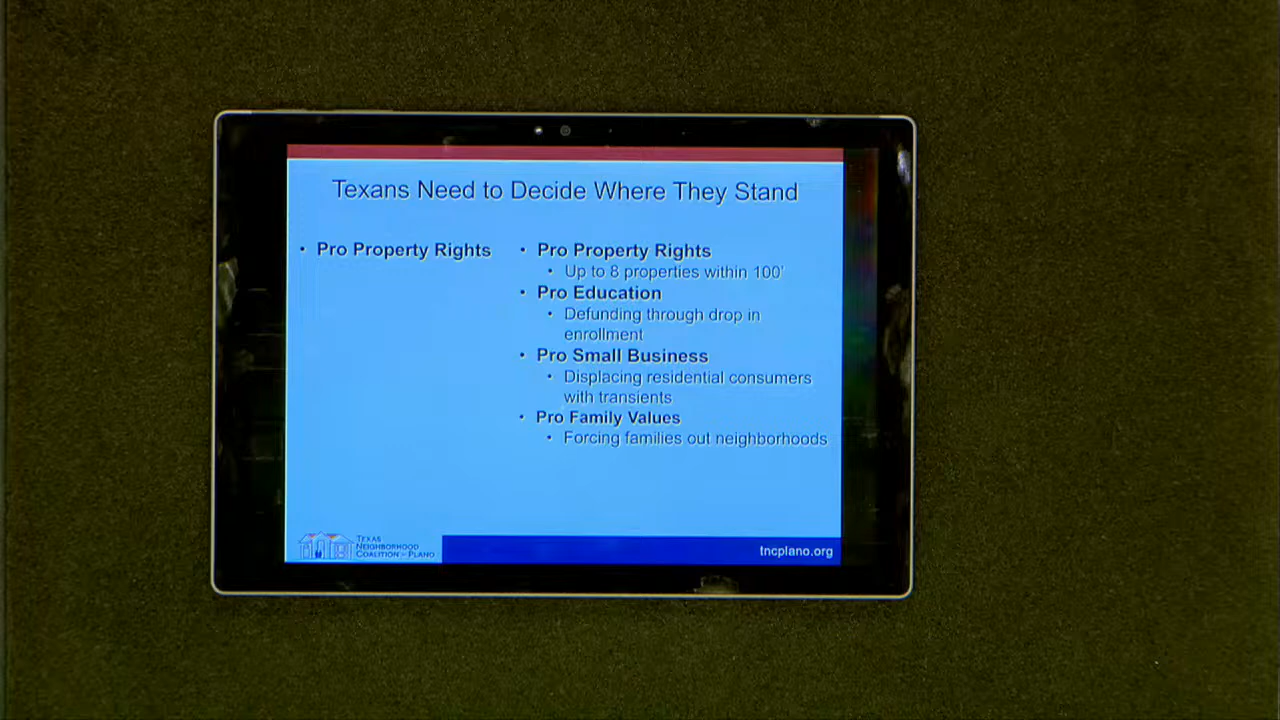 Texans Need to Decide Where They Stand
• Pro Property Rights
• Pro Property Rights
• Up to 8 properties within 100'
• Pro Education
• Defunding through drop in
enrollment
• Pro Small Business
• Displacing residential consumers
with transients
• Pro Family Values
• Forcing families out neighborhoods
TEXAS
NEIGHBORHOOD
COALITION – PLANO
tncplano.org